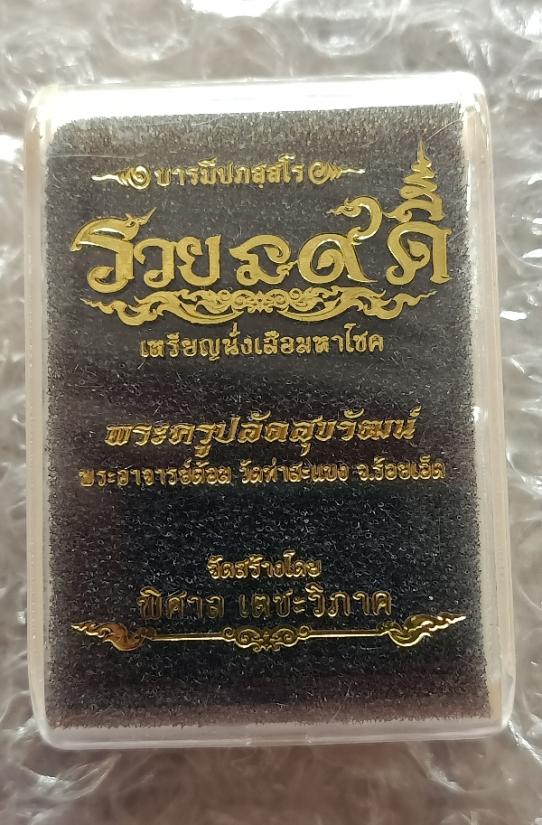 บารมีปภสฺสโร
รวย ๖๙ ดี
เหรียญนั่งเสือมหาโชค
พระครูปลัดสุขวัฒน์
พระอาจารย์ต้อม วัดท่าสะแบง จ.ร้อยเอ็ด
จัดสร้างโดย
พิศาล เตชะวิภาค